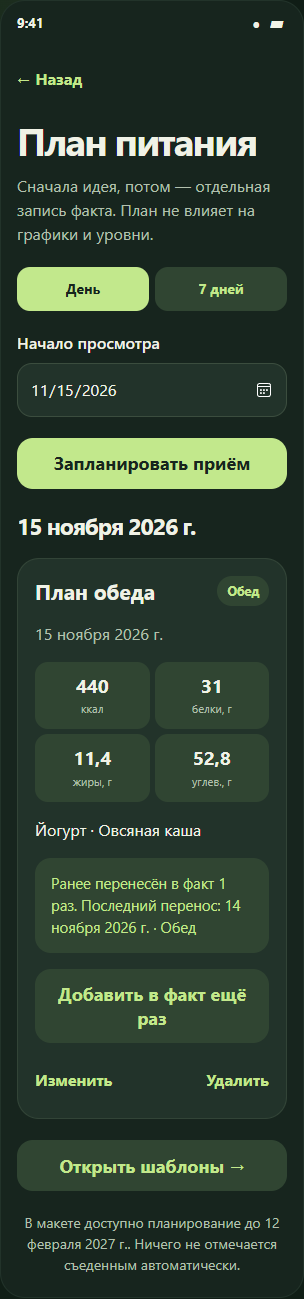 9:41
← Назад
План питания
Сначала идея, потом — отдельная
запись факта. План не влияет на
графики и уровни.
День
7 дней
Начало просмотра
11/15/2026
Запланировать приём
15 ноября 2026 г.
План обеда
Обед
15 ноября 2026 г.
440
ккал
31
белки, г
11,4
жиры, г
52,8
углев., г
Йогурт · Овсяная каша
Ранее перенесён в факт 1
раз. Последний перенос: 14
ноября 2026 г. · Обед
Добавить в факт ещё
раз
Изменить
Удалить
Открыть шаблоны →
В макете доступно планирование до 12
февраля 2027 г.. Ничего не отмечается
съеденным автоматически.